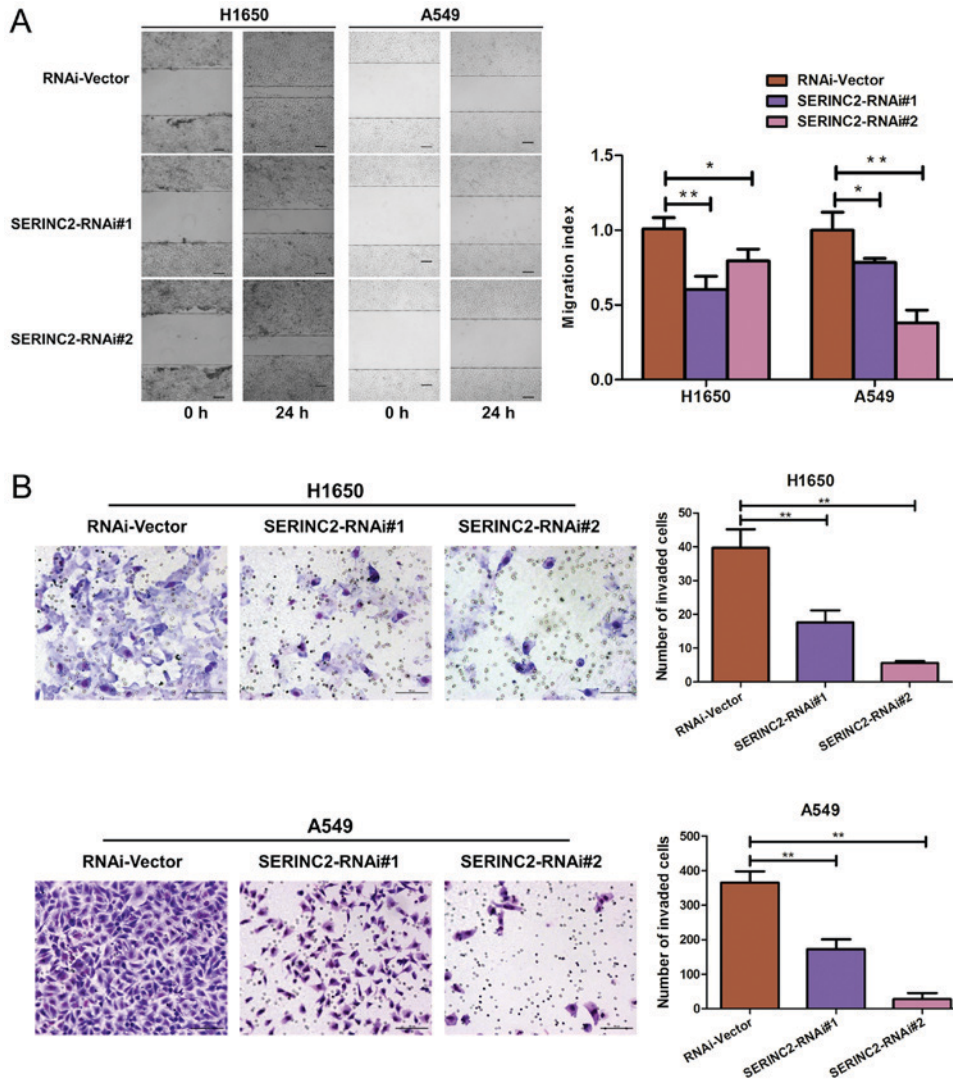 A
H1650 A549
RNAi-Vector
SERINC2-RNAi#1
SERINC2-RNAi#2
0 h 24 h 0 h 24 h
RNAi-Vector
SERINC2-RNAi#1
SERINC2-RNAi#2
Migration index
1.5
1.0
0.5
0.0
* **
** *
H1650 A549
B
H1650
RNAi-Vector SERINC2-RNAi#1 SERINC2-RNAi#2
H1650
Number of invaded cells
50
40
30
20
10
0
**
**
RNAi-Vector SERINC2-RNAi#1 SERINC2-RNAi#2
A549
RNAi-Vector SERINC2-RNAi#1 SERINC2-RNAi#2
A549
Number of invaded cells
500
400
300
200
100
0
**
**
RNAi-Vector SERINC2-RNAi#1 SERINC2-RNAi#2